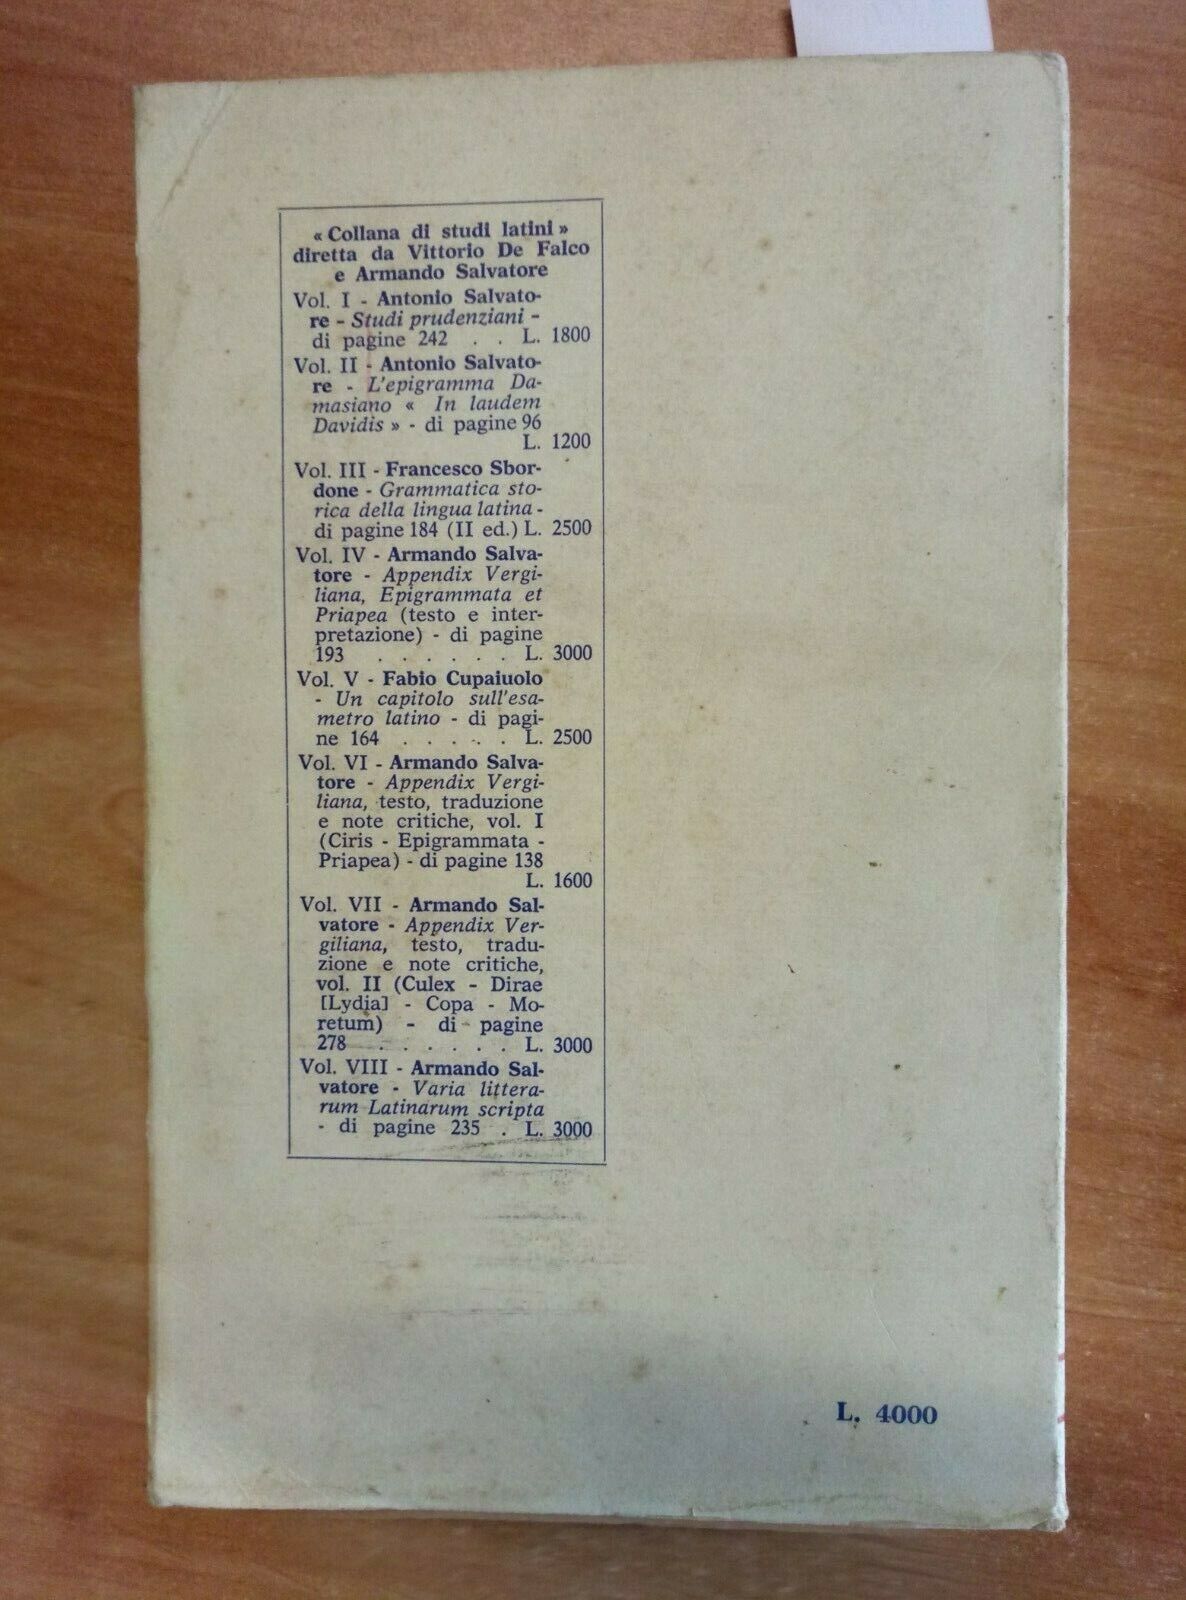 « Collana di studi latini »
diretta da Vittorio De Falco
e Armando Salvatore
Vol. I - Antonio Salvato-
re - Studi prudenziani -
di pagine 242 . . L. 1800
Vol. II - Antonio Salvato-
re - L'epigramma Da-
masiano « In laudem
Davidis » - di pagine 96
L. 1200
Vol. III - Francesco Sbor-
done - Grammatica sto-
rica della lingua latina -
di pagine 184 (II ed.) L. 2500
Vol. IV - Armando Salva-
tore - Appendix Vergi-
liana, Epigrammata et
Priapea (testo e inter-
pretazione) - di pagine
193 . . . . . . L. 3000
Vol. V - Fabio Cupaiuolo
- Un capitolo sull'esa-
metro latino - di pagi-
ne 164 . . . . . L. 2500
Vol. VI - Armando Salva-
tore - Appendix Vergi-
liana, testo, traduzione
e note critiche, vol. I
(Ciris - Epigrammata -
Priapea) - di pagine 138
L. 1600
Vol. VII - Armando Sal-
vatore - Appendix Ver-
giliana, testo, tradu-
zione e note critiche,
vol. II (Culex - Dirae
[Lydia] - Copa - Mo-
retum) - di pagine
278 . . . . . . L. 3000
Vol. VIII - Armando Sal-
vatore - Varia littera-
rum Latinarum scripta
- di pagine 235 . L. 3000
L. 4000